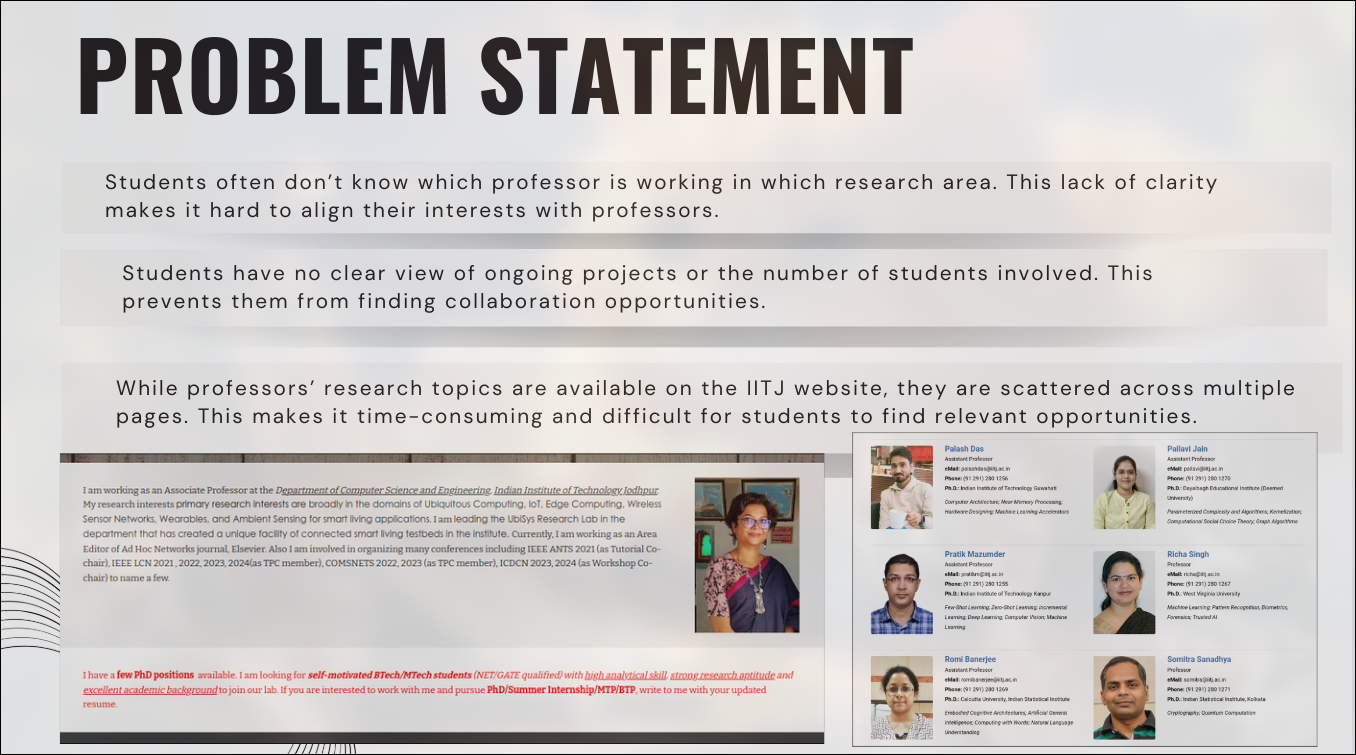 PROBLEM STATEMENT
Students often don't know which professor is working in which research area. This lack of clarity
makes it hard to align their interests with professors.
Students have no clear view of ongoing projects or the number of students involved. This
prevents them from finding collaboration opportunities.
While professors' research topics are available on the IITJ website, they are scattered across multiple
pages. This makes it time-consuming and difficult for students to find relevant opportunities.
I am working as an Associate Professor at the Department of Computer Science and Engineering, Indian Institute of Technology Jodhpur.
My research interests primary research interests are broadly in the domains of Ubiquitous Computing, IoT, Edge Computing, Wireless
Sensor Networks, Wearables, and Ambient Sensing for smart living applications. I am leading the UbiSys Research Lab in the
department that has created a unique facility of connected smart living testbeds in the institute. Currently, I am working as an Area
Editor of Ad Hoc Networks journal, Elsevier. Also I am involved in organizing many conferences including IEEE ANTS 2021 (as Tutorial Co-
chair), IEEE LCN 2021, 2022, 2023, 2024(as TPC member), COMSNETS 2022, 2023 (as TPC member), ICDCN 2023, 2024 (as Workshop Co-
chair) to name a few.
I have a few PhD positions available. I am looking for self-motivated BTech/MTech students (NET/GATE qualified) with high analytical skill, strong research aptitude and
excellent academic background to join our lab. If you are interested to work with me and pursue PhD/Summer Internship/MTP/BTP, write to me with your updated
resume.
Palash Das
Assistant Professor
eMail: palashdas@iitj.ac.in
Phone: (91 291) 280 1256
Ph.D.: Indian Institute of Technology Guwahati
Computer Architecture; Near-Memory Processing;
Hardware Designing; Machine Learning Accelerators
Pallavi Jain
Assistant Professor
eMail: pallavi@iitj.ac.in
Phone: (91 291) 280 1270
Ph.D.: Dayalbagh Educational Institute (Deemed
University)
Parameterized Complexity and Algorithms; Kernelization;
Computational Social Choice Theory; Graph Algorithms
Pratik Mazumder
Assistant Professor
eMail: pratikm@iitj.ac.in
Phone: (91 291) 280 1255
Ph.D.: Indian Institute of Technology Kanpur
Few-Shot Learning, Zero-Shot Learning; Incremental
Learning; Deep Learning; Computer Vision; Machine
Learning
Richa Singh
Professor
eMail: richa@iitj.ac.in
Phone: (91 291) 280 1267
Ph.D.: West Virginia University
Machine Learning; Pattern Recognition, Biometrics,
Forensics; Trusted AI
Romi Banerjee
Assistant Professor
eMail: romibanerjee@iitj.ac.in
Phone: (91 291) 280 1269
Ph.D.: Calcutta University, Indian Statistical Institute
Embodied Cognitive Architectures, Artificial General
Intelligence; Computing with Words; Natural Language
Understanding
Somitra Sanadhya
Professor
eMail: somitra@iitj.ac.in
Phone: (91 291) 280 1271
Ph.D.: Indian Statistical Institute, Kolkata
Cryptography; Quantum Computation